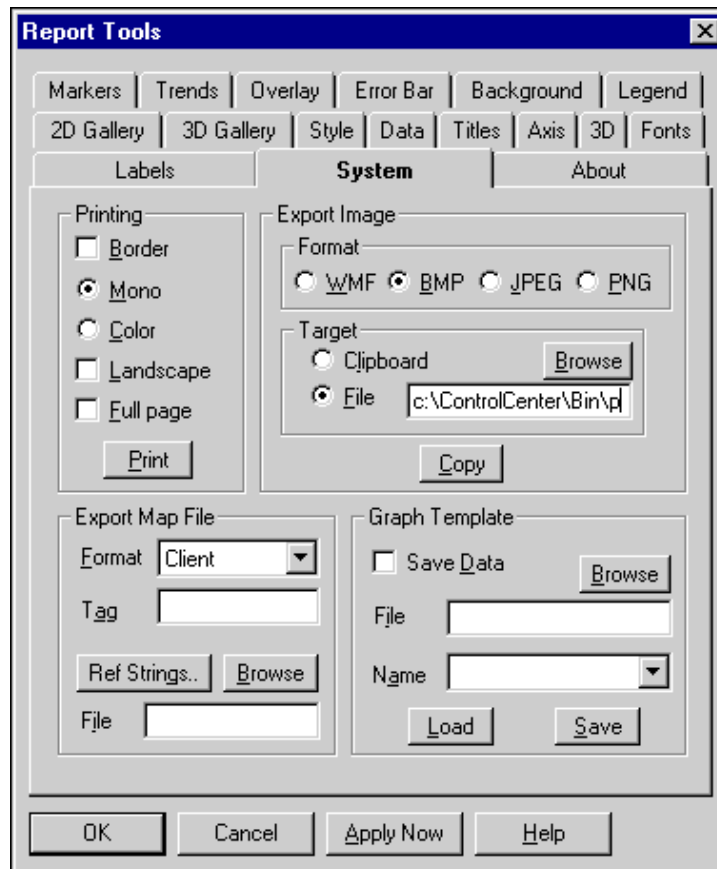 Report Tools
Markers Trends Overlay Error Bar Background Legend
2D Gallery 3D Gallery Style Data Titles Axis 3D Fonts
Labels System About
Printing
Border
Mono
Color
Landscape
Full page
Print
Export Image
Format
WMF BMP JPEG PNG
Target
Clipboard Browse
File c:\ControlCenter\Bin\p
Copy
Export Map File
Format Client
Tag
Ref Strings.. Browse
File
Graph Template
Save Data Browse
File
Name
Load Save
OK Cancel Apply Now Help